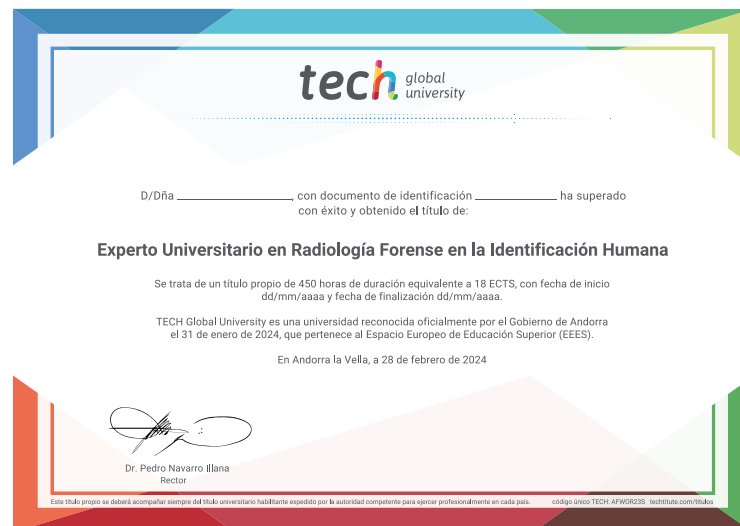 tech global university
D/Dña ____________, con documento de identificación ____________ ha superado
con éxito y obtenido el título de:
Experto Universitario en Radiología Forense en la Identificación Humana
Se trata de un título propio de 450 horas de duración equivalente a 18 ECTS, con fecha de inicio
dd/mm/aaaa y fecha de finalización dd/mm/aaaa.
TECH Global University es una universidad reconocida oficialmente por el Gobierno de Andorra
el 31 de enero de 2024, que pertenece al Espacio Europeo de Educación Superior (EEES).
En Andorra la Vella, a 28 de febrero de 2024
Dr. Pedro Navarro Illana
Rector
Este título propio se deberá acompañar siempre del título universitario habilitante expedido por la autoridad competente para ejercer profesionalmente en cada país. código único TECH: AFWOR23S techtitute.com/titulos